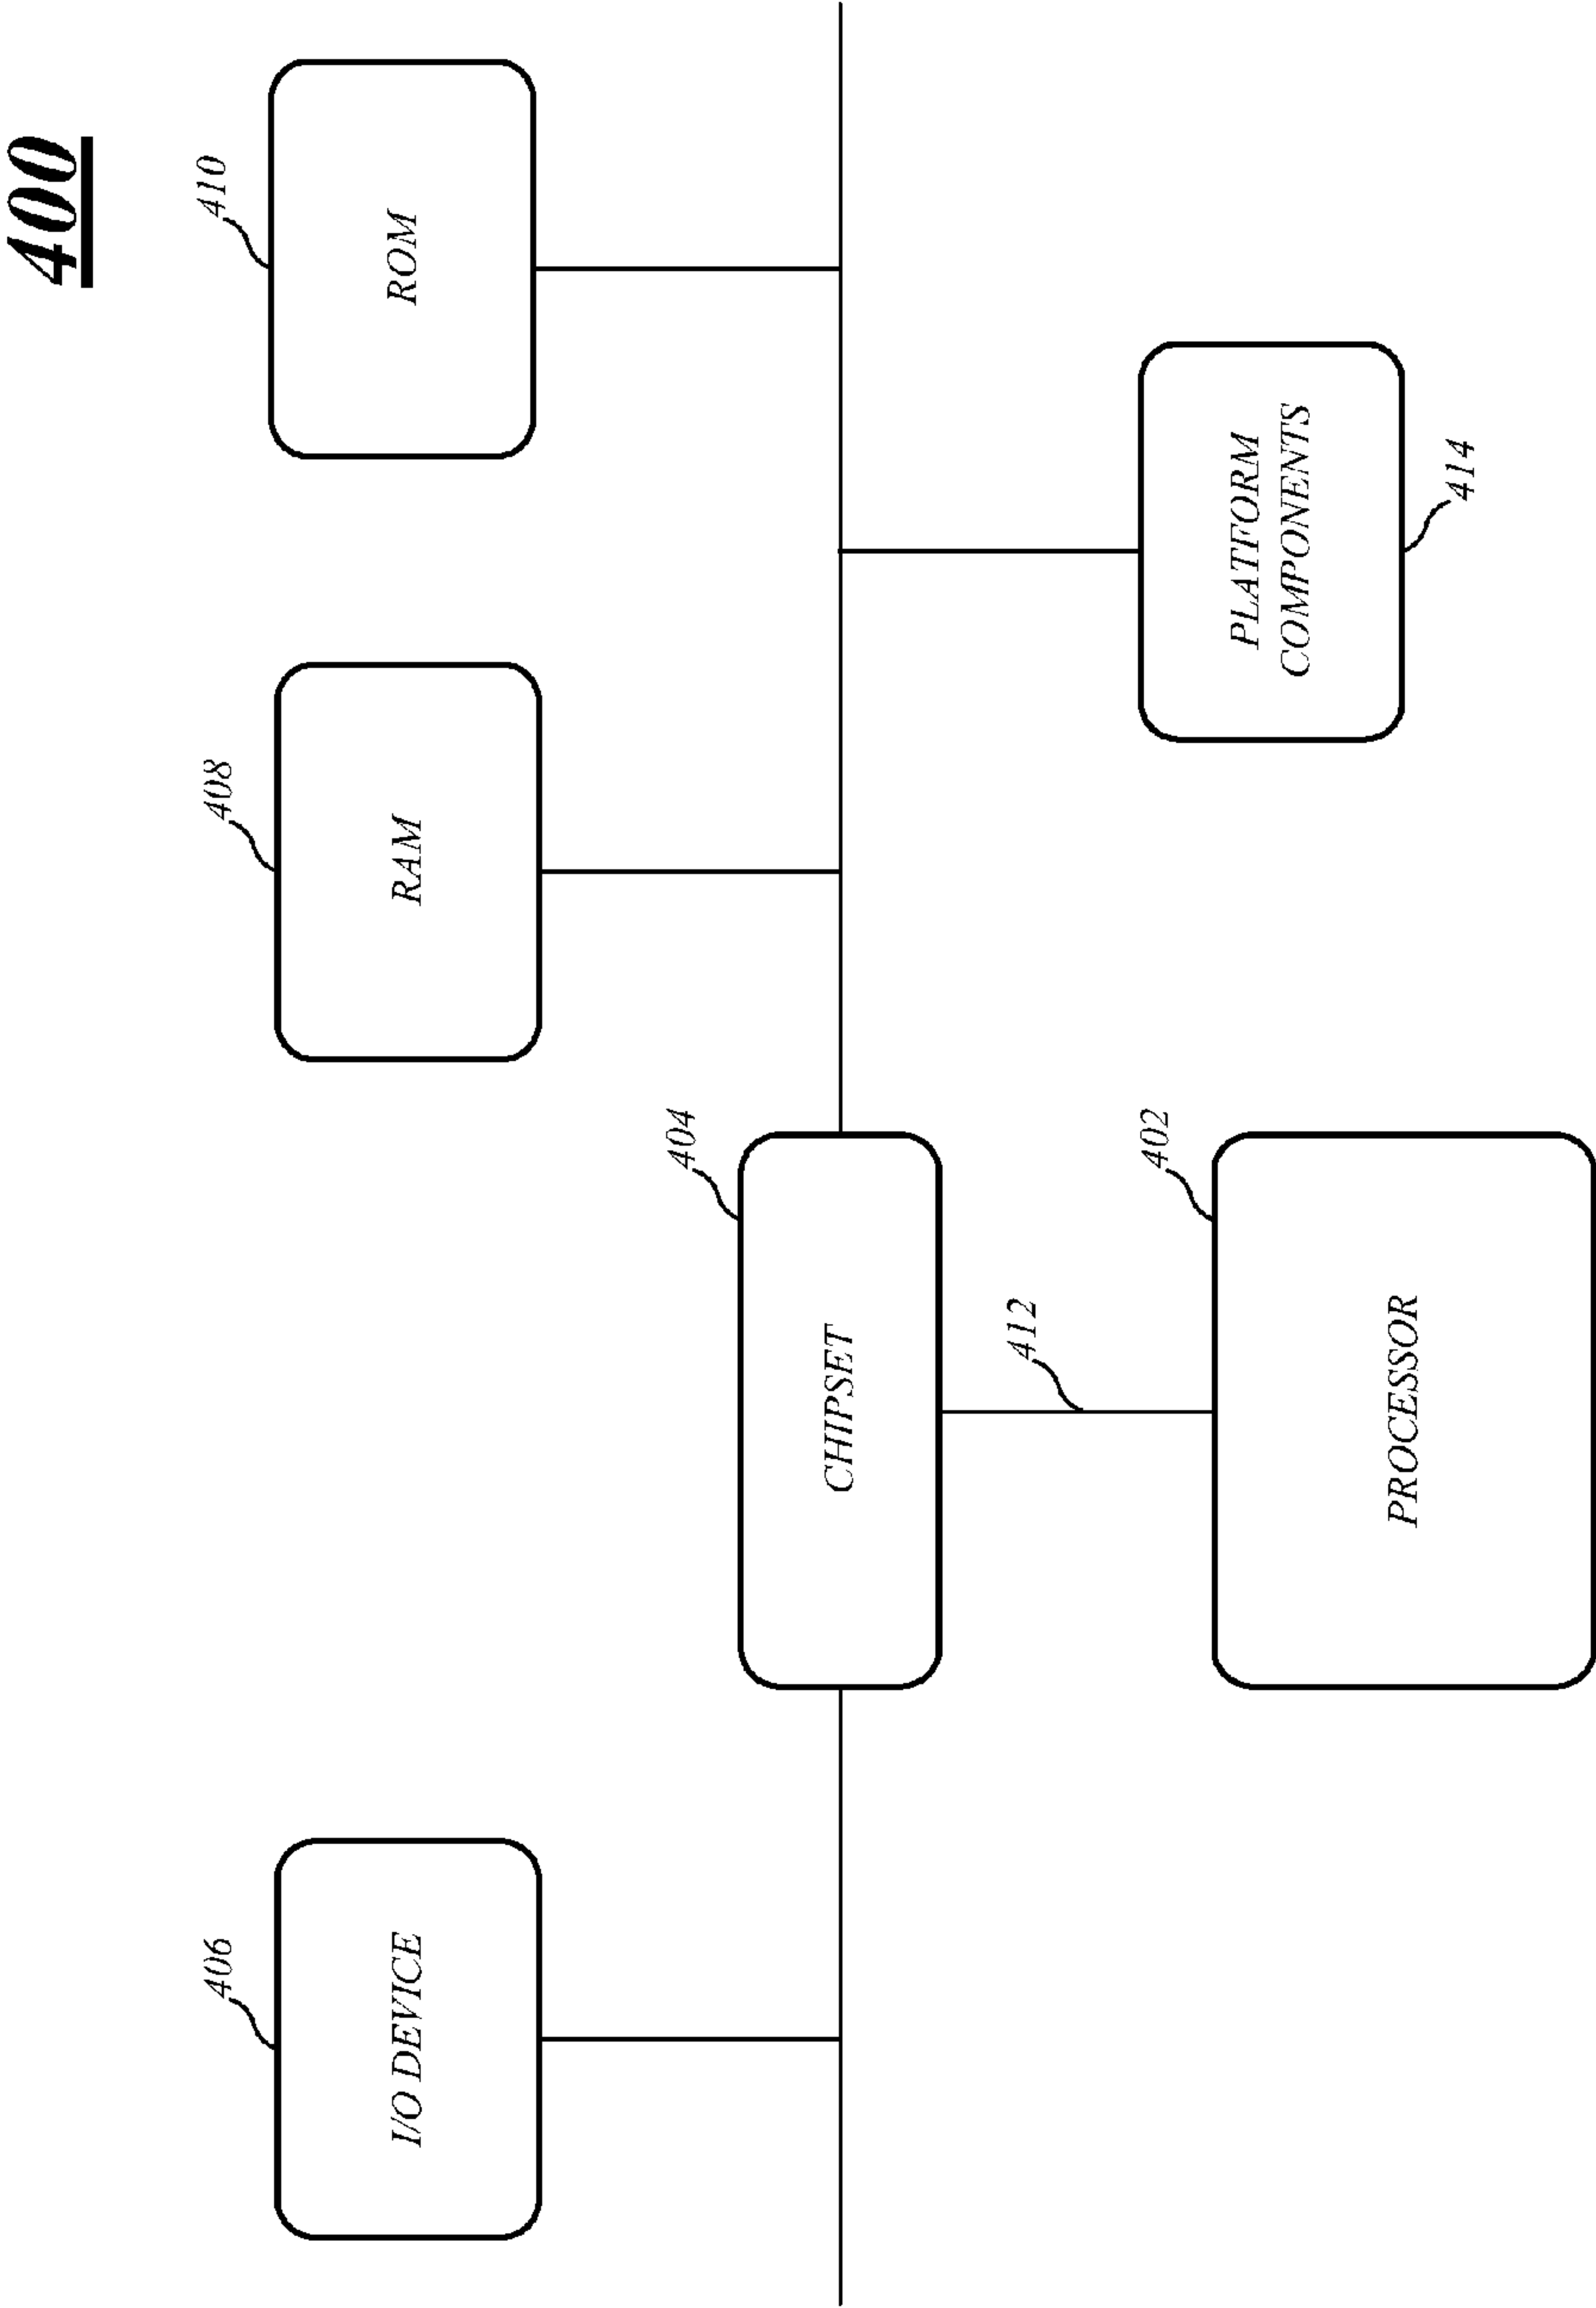 400
406
I/O DEVICE
408
RAM
410
ROM
404
CHIPSET
412
402
PROCESSOR
PLATFORM
COMPONENTS
414